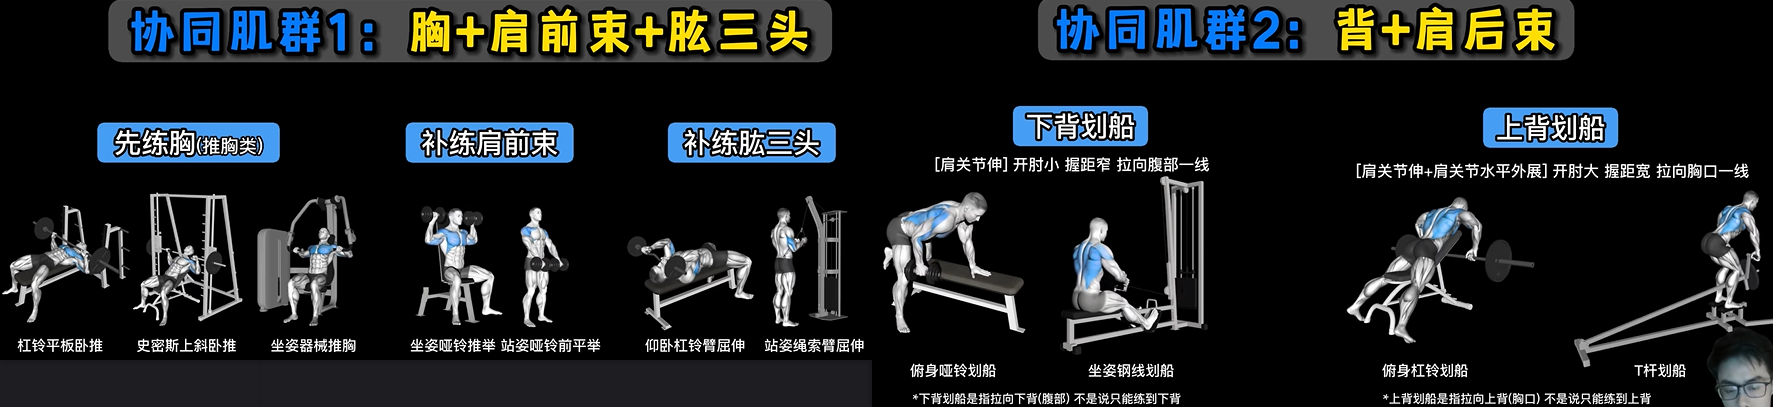 协同肌群1：胸+肩前束+肱三头
先练胸(推胸类)
补练肩前束
补练肱三头
杠铃平板卧推
史密斯上斜卧推
坐姿器械推胸
坐姿哑铃推举
站姿哑铃前平举
仰卧杠铃臂屈伸
站姿绳索臂屈伸
协同肌群2：背+肩后束
下背划船
[肩关节伸] 开肘小 握距窄 拉向腹部一线
上背划船
[肩关节伸+肩关节水平外展] 开肘大 握距宽 拉向胸口一线
俯身哑铃划船
坐姿钢线划船
*下背划船是指拉向下背(腹部) 不是说只能练到下背
俯身杠铃划船
T杆划船
*上背划船是指拉向上背(胸口) 不是说只能练到上背